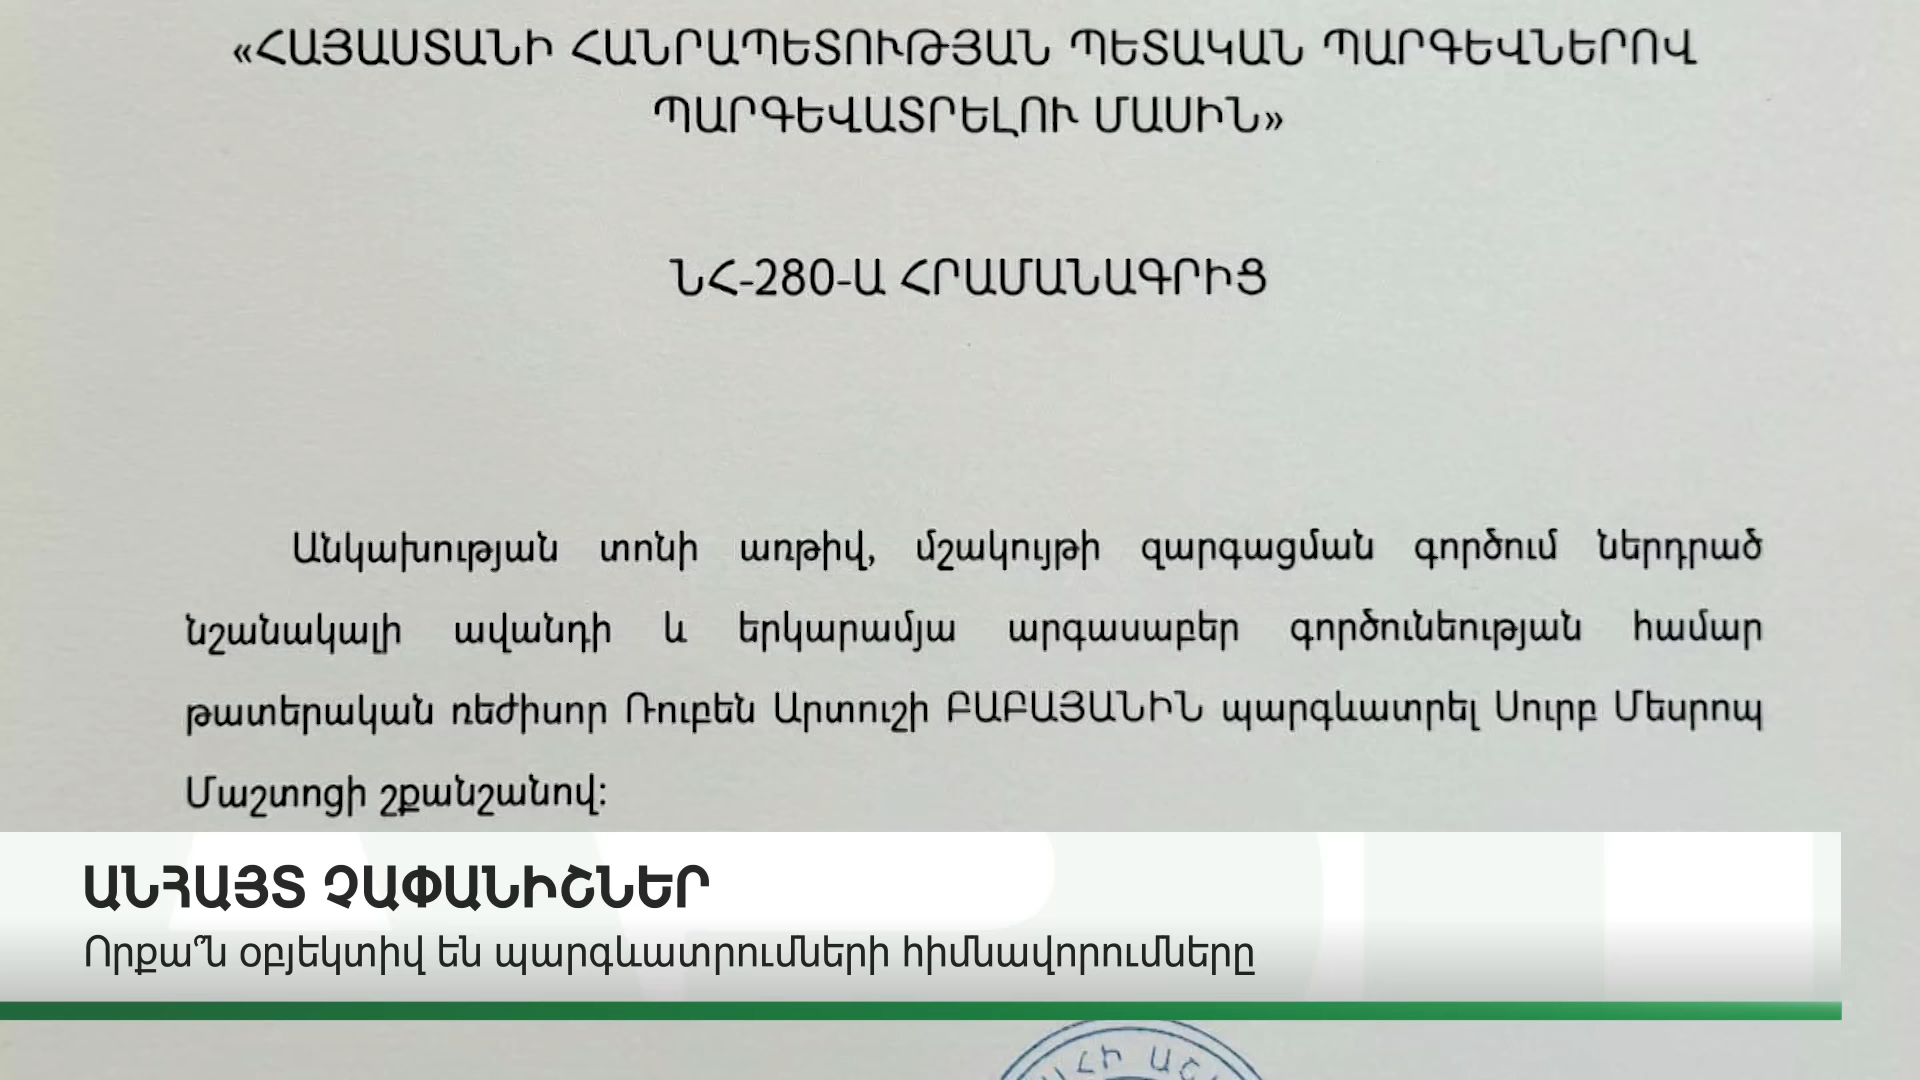 «ՀԱՅԱՍՏԱՆԻ ՀԱՆՐԱՊԵՏՈՒԹՅԱՆ ՊԵՏԱԿԱՆ ՊԱՐԳԵՎՆԵՐՈՎ
ՊԱՐԳԵՎԱՏՐԵԼՈՒ ՄԱՍԻՆ»
ՆՀ-280-Ա ՀՐԱՄԱՆԱԳՐԻՑ
Անկախության տոնի առթիվ, մշակույթի զարգացման գործում ներդրած
նշանակալի ավանդի և երկարամյա արգասաբեր գործունեության համար
թատերական ռեժիսոր Ռուբեն Արտուշի ԲԱԲԱՅԱՆԻՆ պարգևատրել Սուրբ Մեսրոպ
Մաշտոցի շքանշանով:
ԱՆՀԱՅՏ ՉԱՓԱՆԻՇՆԵՐ
Որքա՞ն օբյեկտիվ են պարգևատրումների հիմնավորումները